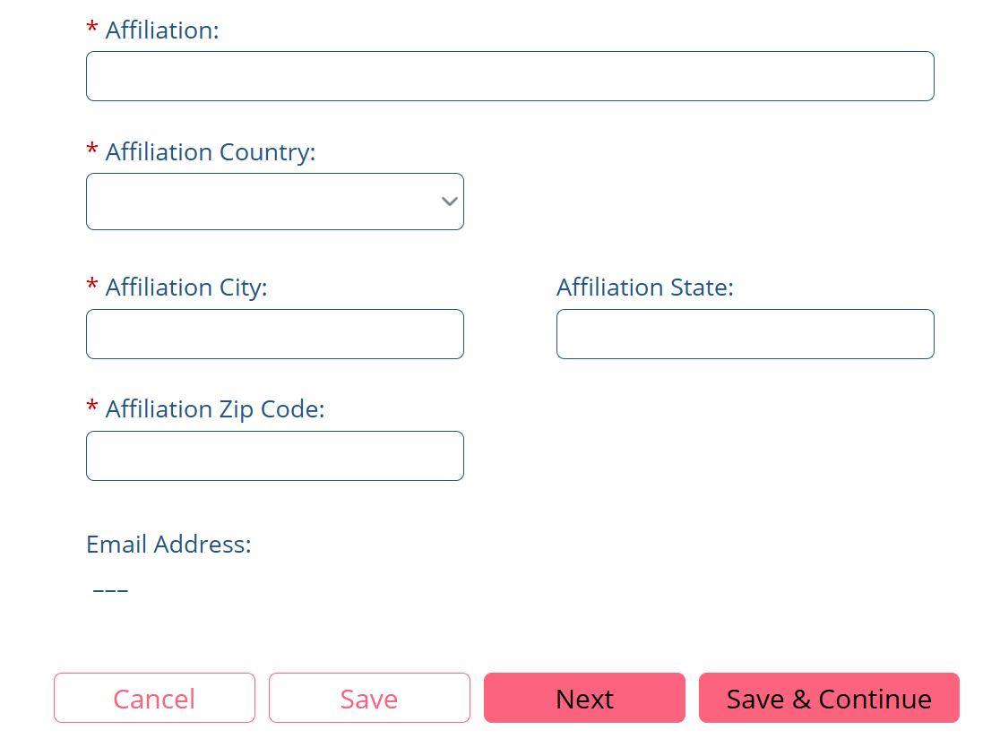 * Affiliation:
* Affiliation Country:
* Affiliation City: Affiliation State:
* Affiliation Zip Code:
Email Address:
---
Cancel Save Next Save & Continue